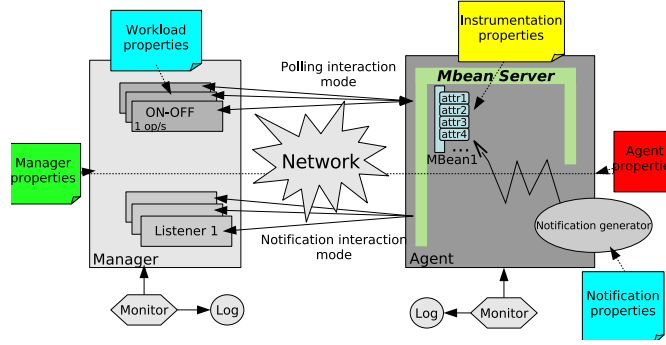 Workload
properties
Instrumentation
properties
Polling interaction
mode
Mbean Server
ON-OFF
1 op/s
attr1
attr2
attr3
attr4
...
MBean1
Network
Manager
properties
Agent
properties
Listener 1
Notification interaction
mode
Notification generator
Manager
Agent
Monitor
Log
Log
Monitor
Notification
properties